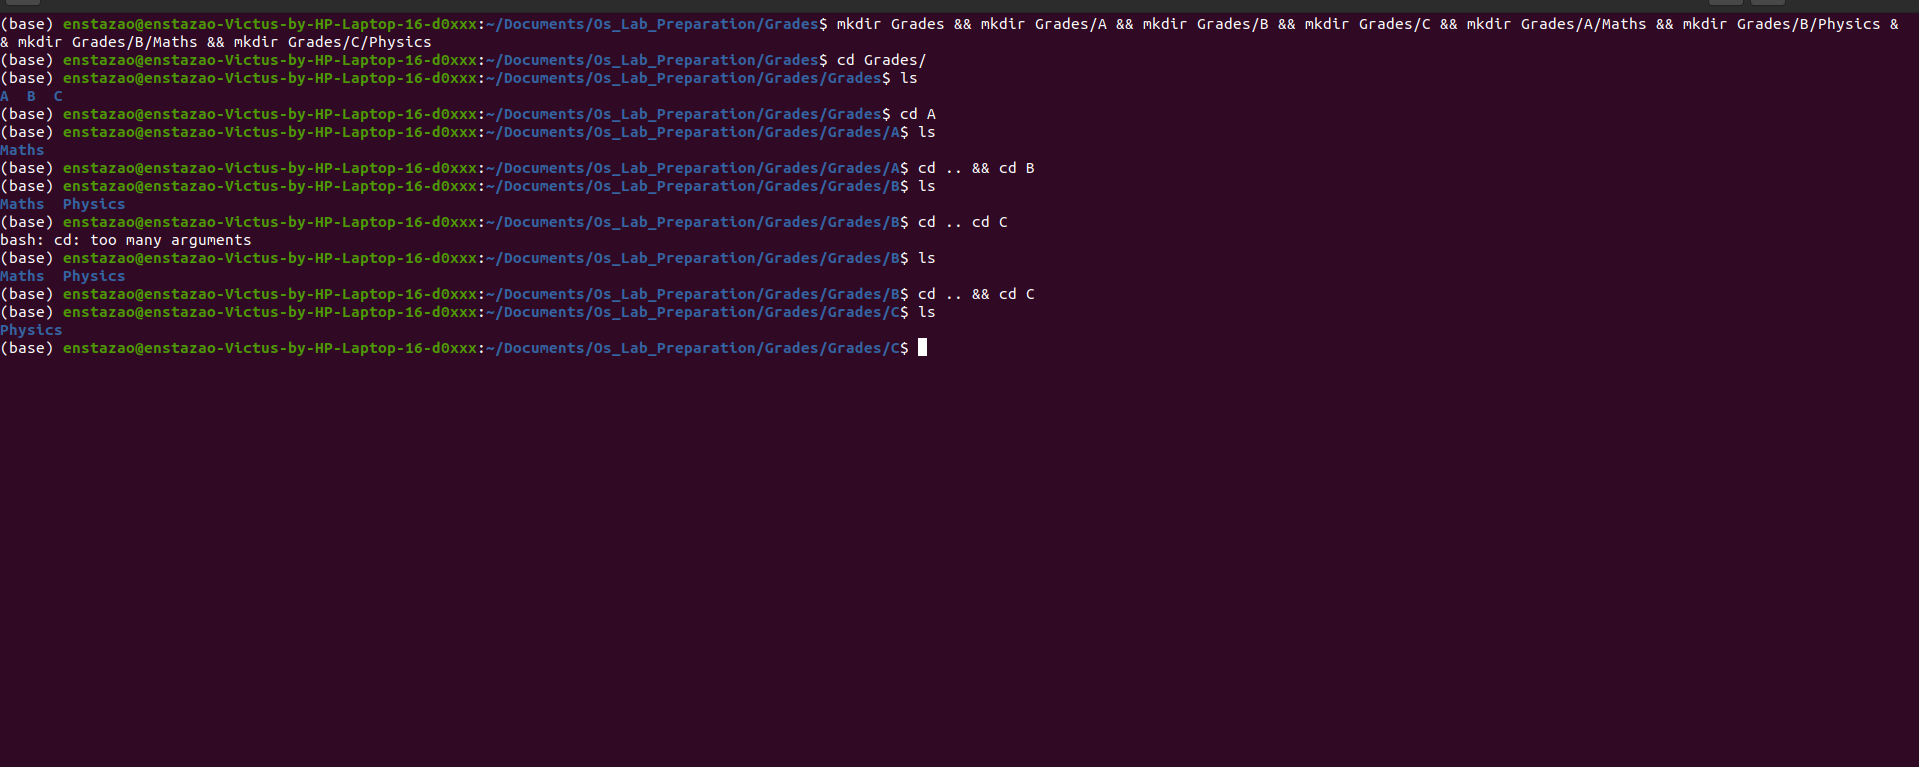 (base) enstazao@enstazao-Victus-by-HP-Laptop-16-d0xxx:~/Documents/Os_Lab_Preparation/Grades$ mkdir Grades && mkdir Grades/A && mkdir Grades/B && mkdir Grades/C && mkdir Grades/A/Maths && mkdir Grades/B/Physics &
& mkdir Grades/B/Maths && mkdir Grades/C/Physics
(base) enstazao@enstazao-Victus-by-HP-Laptop-16-d0xxx:~/Documents/Os_Lab_Preparation/Grades$ cd Grades/
(base) enstazao@enstazao-Victus-by-HP-Laptop-16-d0xxx:~/Documents/Os_Lab_Preparation/Grades/Grades$ ls
A  B  C
(base) enstazao@enstazao-Victus-by-HP-Laptop-16-d0xxx:~/Documents/Os_Lab_Preparation/Grades/Grades$ cd A
(base) enstazao@enstazao-Victus-by-HP-Laptop-16-d0xxx:~/Documents/Os_Lab_Preparation/Grades/Grades/A$ ls
Maths
(base) enstazao@enstazao-Victus-by-HP-Laptop-16-d0xxx:~/Documents/Os_Lab_Preparation/Grades/Grades/A$ cd .. && cd B
(base) enstazao@enstazao-Victus-by-HP-Laptop-16-d0xxx:~/Documents/Os_Lab_Preparation/Grades/Grades/B$ ls
Maths  Physics
(base) enstazao@enstazao-Victus-by-HP-Laptop-16-d0xxx:~/Documents/Os_Lab_Preparation/Grades/Grades/B$ cd .. cd C
bash: cd: too many arguments
(base) enstazao@enstazao-Victus-by-HP-Laptop-16-d0xxx:~/Documents/Os_Lab_Preparation/Grades/Grades/B$ ls
Maths  Physics
(base) enstazao@enstazao-Victus-by-HP-Laptop-16-d0xxx:~/Documents/Os_Lab_Preparation/Grades/Grades/B$ cd .. && cd C
(base) enstazao@enstazao-Victus-by-HP-Laptop-16-d0xxx:~/Documents/Os_Lab_Preparation/Grades/Grades/C$ ls
Physics
(base) enstazao@enstazao-Victus-by-HP-Laptop-16-d0xxx:~/Documents/Os_Lab_Preparation/Grades/Grades/C$